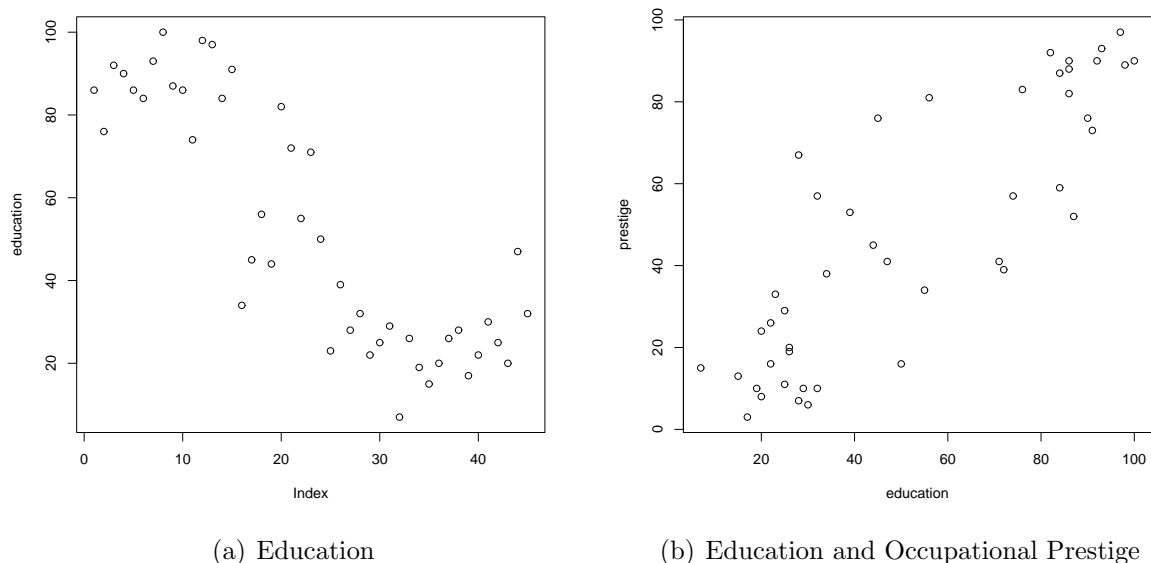 100
80
60
40
20
education
0 10 20 30 40
Index
(a) Education
100
80
60
40
20
0
prestige
20 40 60 80 100
education
(b) Education and Occupational Prestige